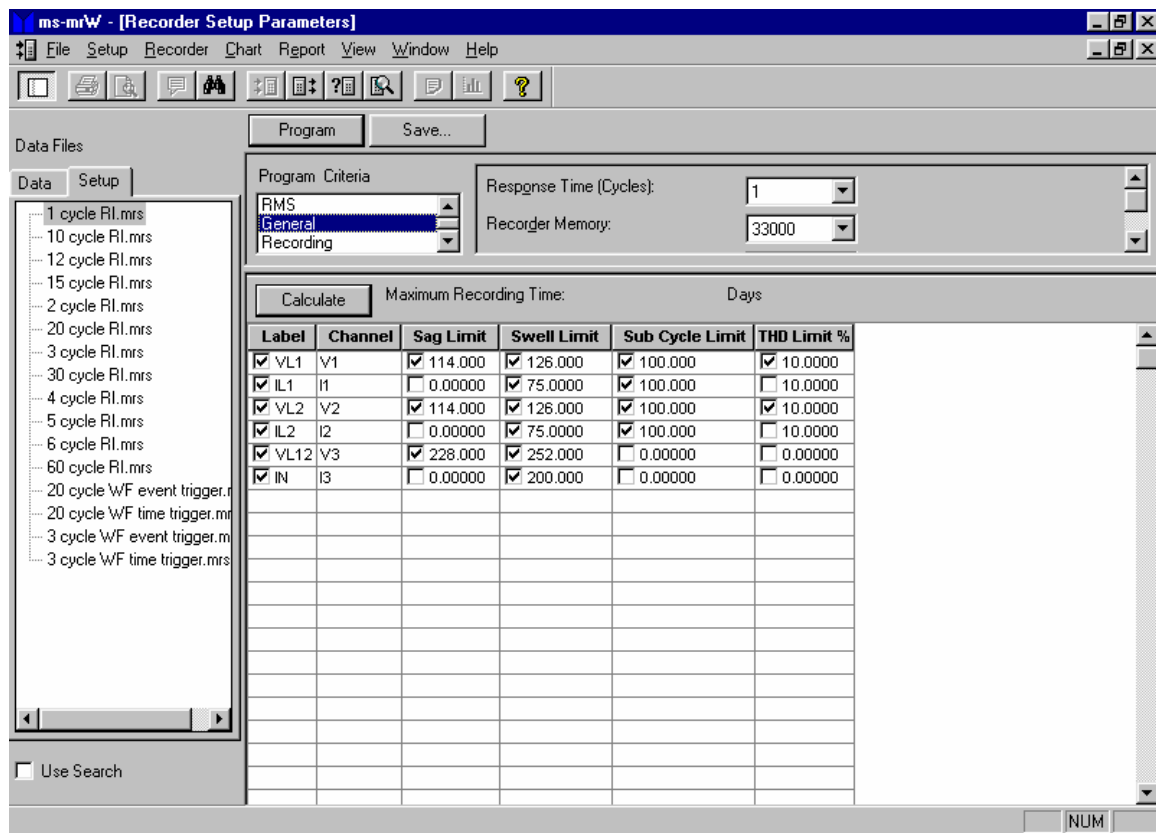 ms-mrW - [Recorder Setup Parameters]
File Setup Recorder Chart Report View Window Help
Program Save...
Data Files
Data Setup
1 cycle RI.mrs
10 cycle RI.mrs
12 cycle RI.mrs
15 cycle RI.mrs
2 cycle RI.mrs
20 cycle RI.mrs
3 cycle RI.mrs
30 cycle RI.mrs
4 cycle RI.mrs
5 cycle RI.mrs
6 cycle RI.mrs
60 cycle RI.mrs
20 cycle WF event trigger.r
20 cycle WF time trigger.mr
3 cycle WF event trigger.m
3 cycle WF time trigger.mrs
Use Search
Program Criteria
RMS
General
Recording
Response Time (Cycles): 1
Recorder Memory: 33000
Calculate Maximum Recording Time: Days
Label Channel Sag Limit Swell Limit Sub Cycle Limit THD Limit %
VL1 V1 114.000 126.000 100.000 10.0000
IL1 I1 0.00000 75.0000 100.000 10.0000
VL2 V2 114.000 126.000 100.000 10.0000
IL2 I2 0.00000 75.0000 100.000 10.0000
VL12 V3 228.000 252.000 0.00000 0.00000
IN I3 0.00000 200.000 0.00000 0.00000
NUM